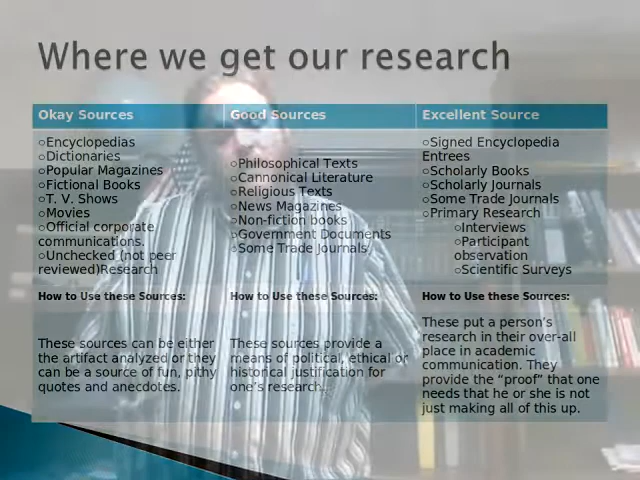 Where we get our research
Okay Sources
Good Sources
Excellent Source
○Encyclopedias
○Dictionaries
○Popular Magazines
○Fictional Books
○T. V. Shows
○Movies
○Official corporate
communications.
○Unchecked (not peer
reviewed)Research
○Philosophical Texts
○Cannonical Literature
○Religious Texts
○News Magazines
○Non-fiction books
○Government Documents
○Some Trade Journals
○Signed Encyclopedia
Entrees
○Scholarly Books
○Scholarly Journals
○Some Trade Journals
○Primary Research
○Interviews
○Participant
observation
○Scientific Surveys
How to Use these Sources:
These sources can be either
the artifact analyzed or they
can be a source of fun, pithy
quotes and anecdotes.
How to Use these Sources:
These sources provide a
means of political, ethical or
historical justification for
one's research.
How to Use these Sources:
These put a person's
research in their over-all
place in academic
communication. They
provide the “proof” that one
needs that he or she is not
just making all of this up.